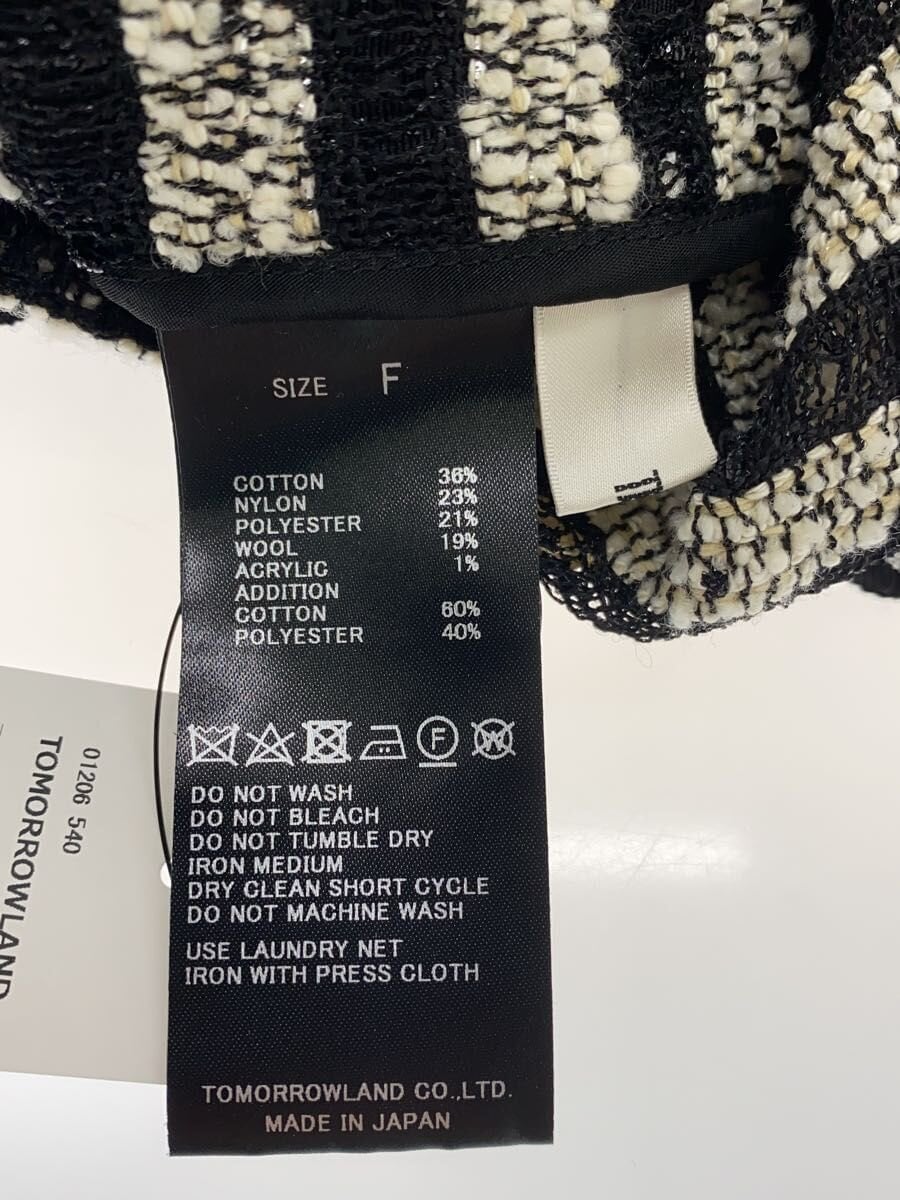 SIZE F
COTTON 36%
NYLON 23%
POLYESTER 21%
WOOL 19%
ACRYLIC 1%
ADDITION
COTTON 60%
POLYESTER 40%
F
W
DO NOT WASH
DO NOT BLEACH
DO NOT TUMBLE DRY
IRON MEDIUM
DRY CLEAN SHORT CYCLE
DO NOT MACHINE WASH
USE LAUNDRY NET
IRON WITH PRESS CLOTH
TOMORROWLAND CO.,LTD.
MADE IN JAPAN
01206 540
TOMORROWLAND